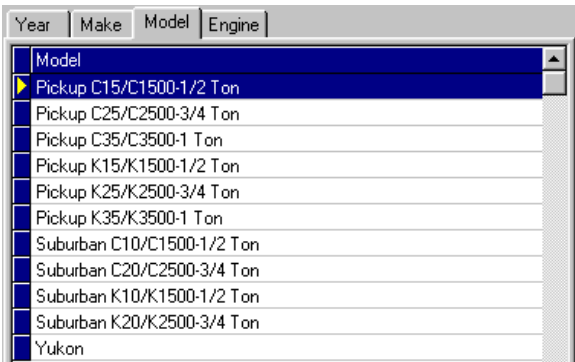 Year Make Model Engine
Model
Pickup C15/C1500-1/2 Ton
Pickup C25/C2500-3/4 Ton
Pickup C35/C3500-1 Ton
Pickup K15/K1500-1/2 Ton
Pickup K25/K2500-3/4 Ton
Pickup K35/K3500-1 Ton
Suburban C10/C1500-1/2 Ton
Suburban C20/C2500-3/4 Ton
Suburban K10/K1500-1/2 Ton
Suburban K20/K2500-3/4 Ton
Yukon